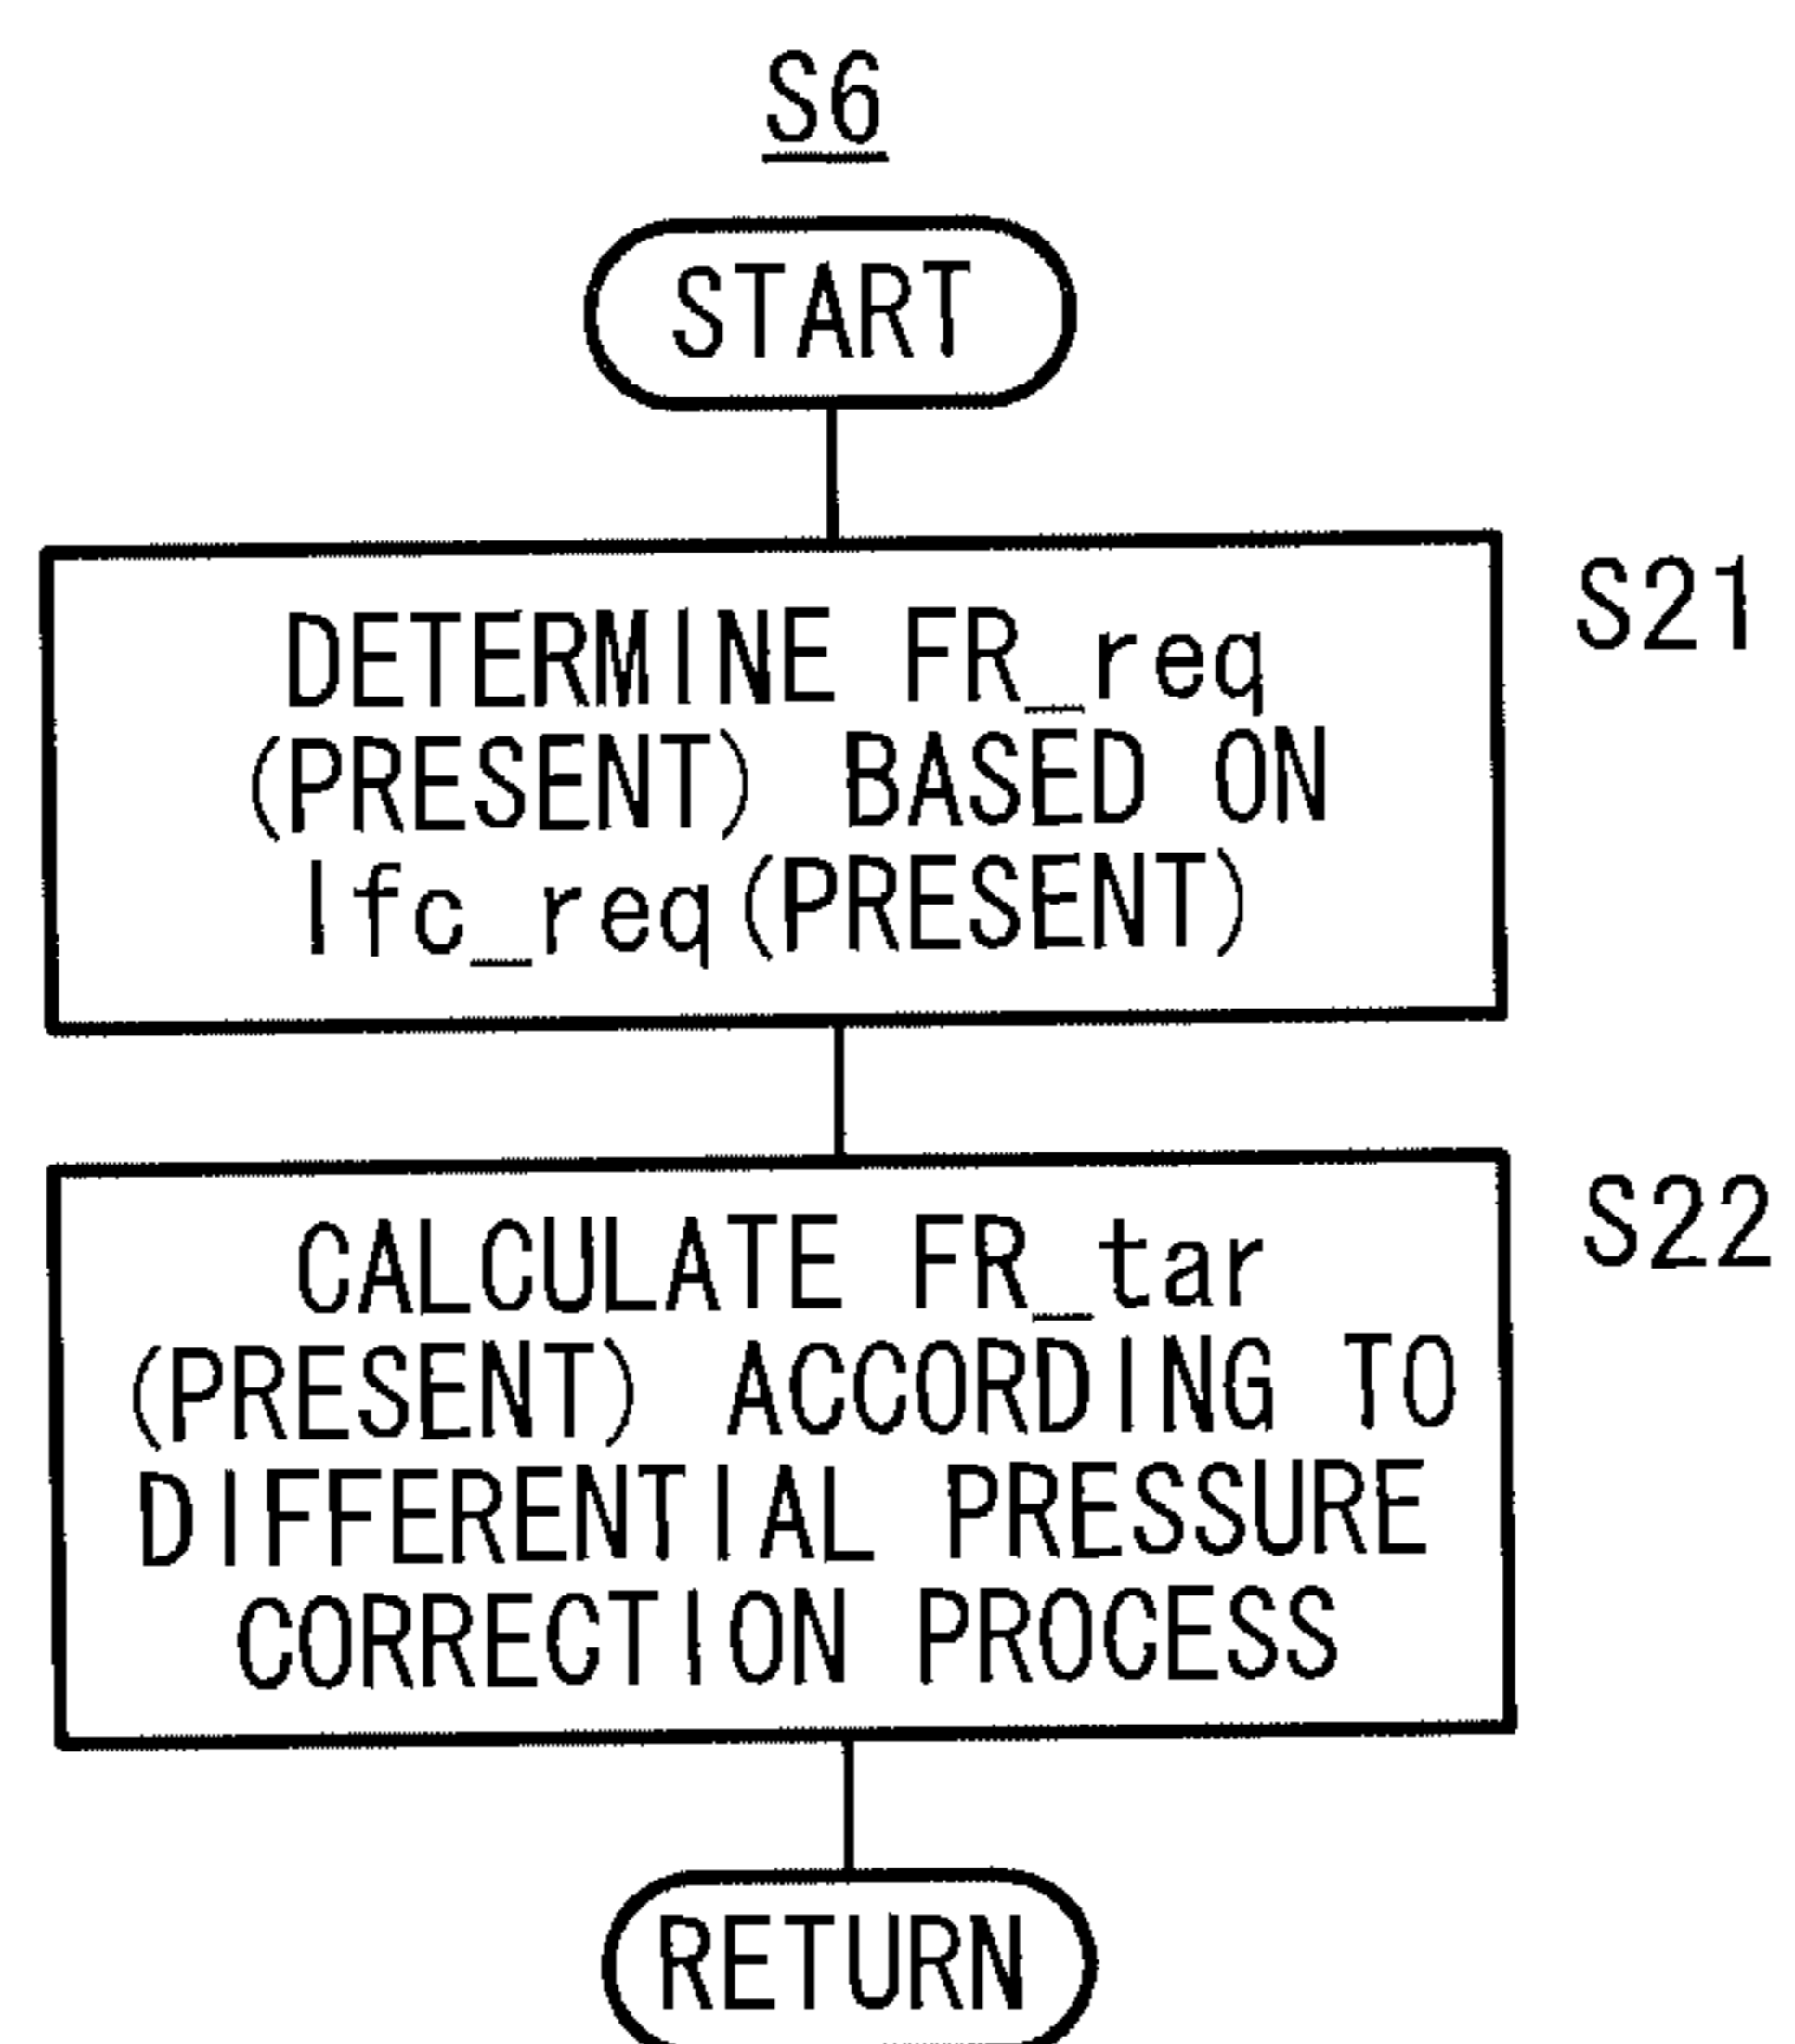 S6
START
DETERMINE FR_req
(PRESENT) BASED ON
Ifc_req(PRESENT)
S21
CALCULATE FR_tar
(PRESENT) ACCORDING TO
DIFFERENTIAL PRESSURE
CORRECTION PROCESS
S22
RETURN